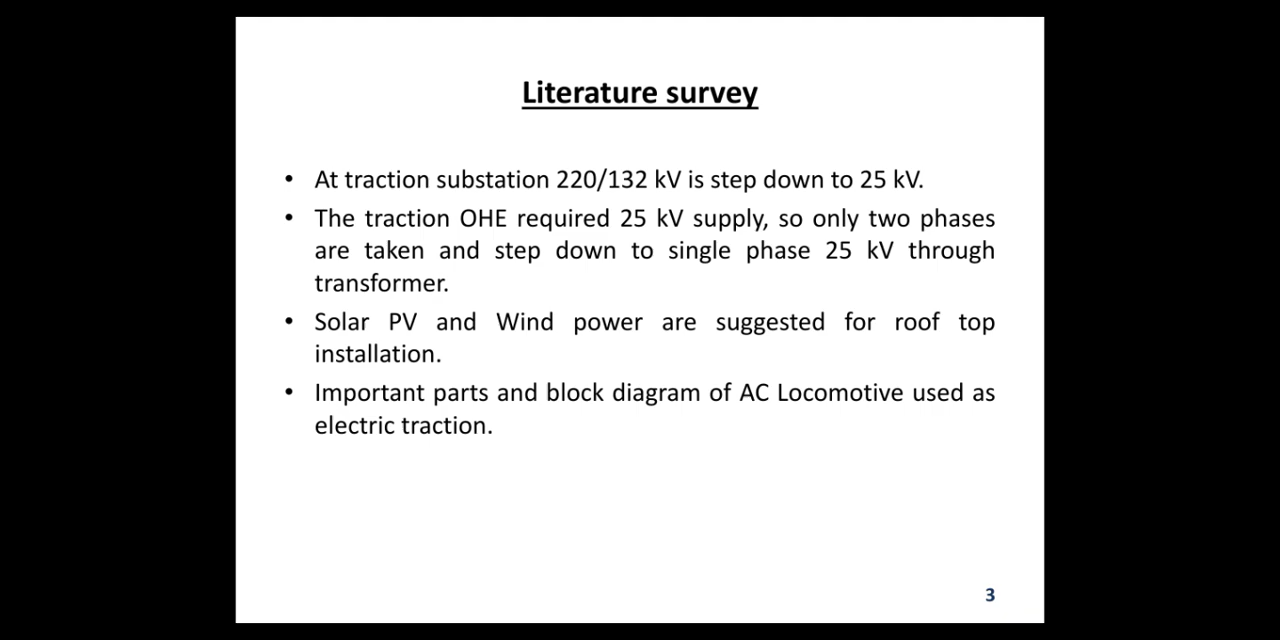 Literature survey
• At traction substation 220/132 kV is step down to 25 kV.
• The traction OHE required 25 kV supply, so only two phases
are taken and step down to single phase 25 kV through
transformer.
• Solar PV and Wind power are suggested for roof top
installation.
• Important parts and block diagram of AC Locomotive used as
electric traction.
3